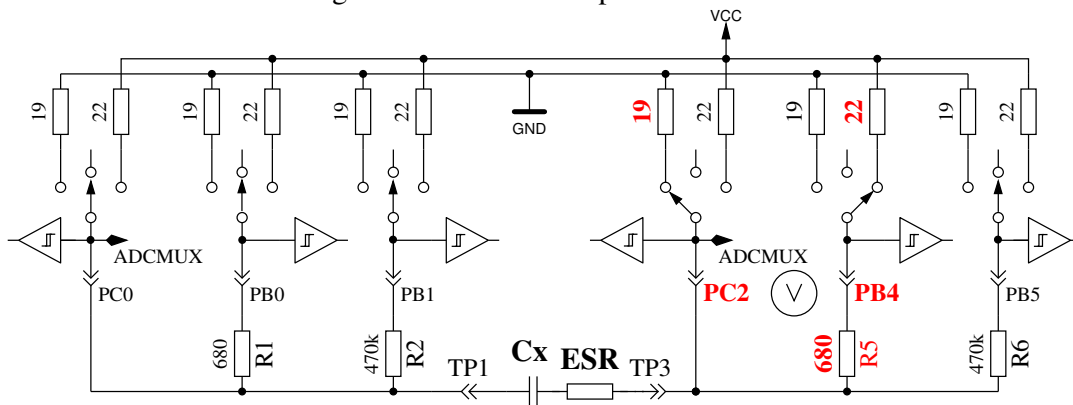 VCC
19
22
19
22
19
22
GND
19
22
19
22
19
22
ADCMUX
ADCMUX
PC0
PB0
PB1
PC2
V
PB4
PB5
680
R1
470k
R2
TP1
Cx
ESR
TP3
680
R5
470k
R6